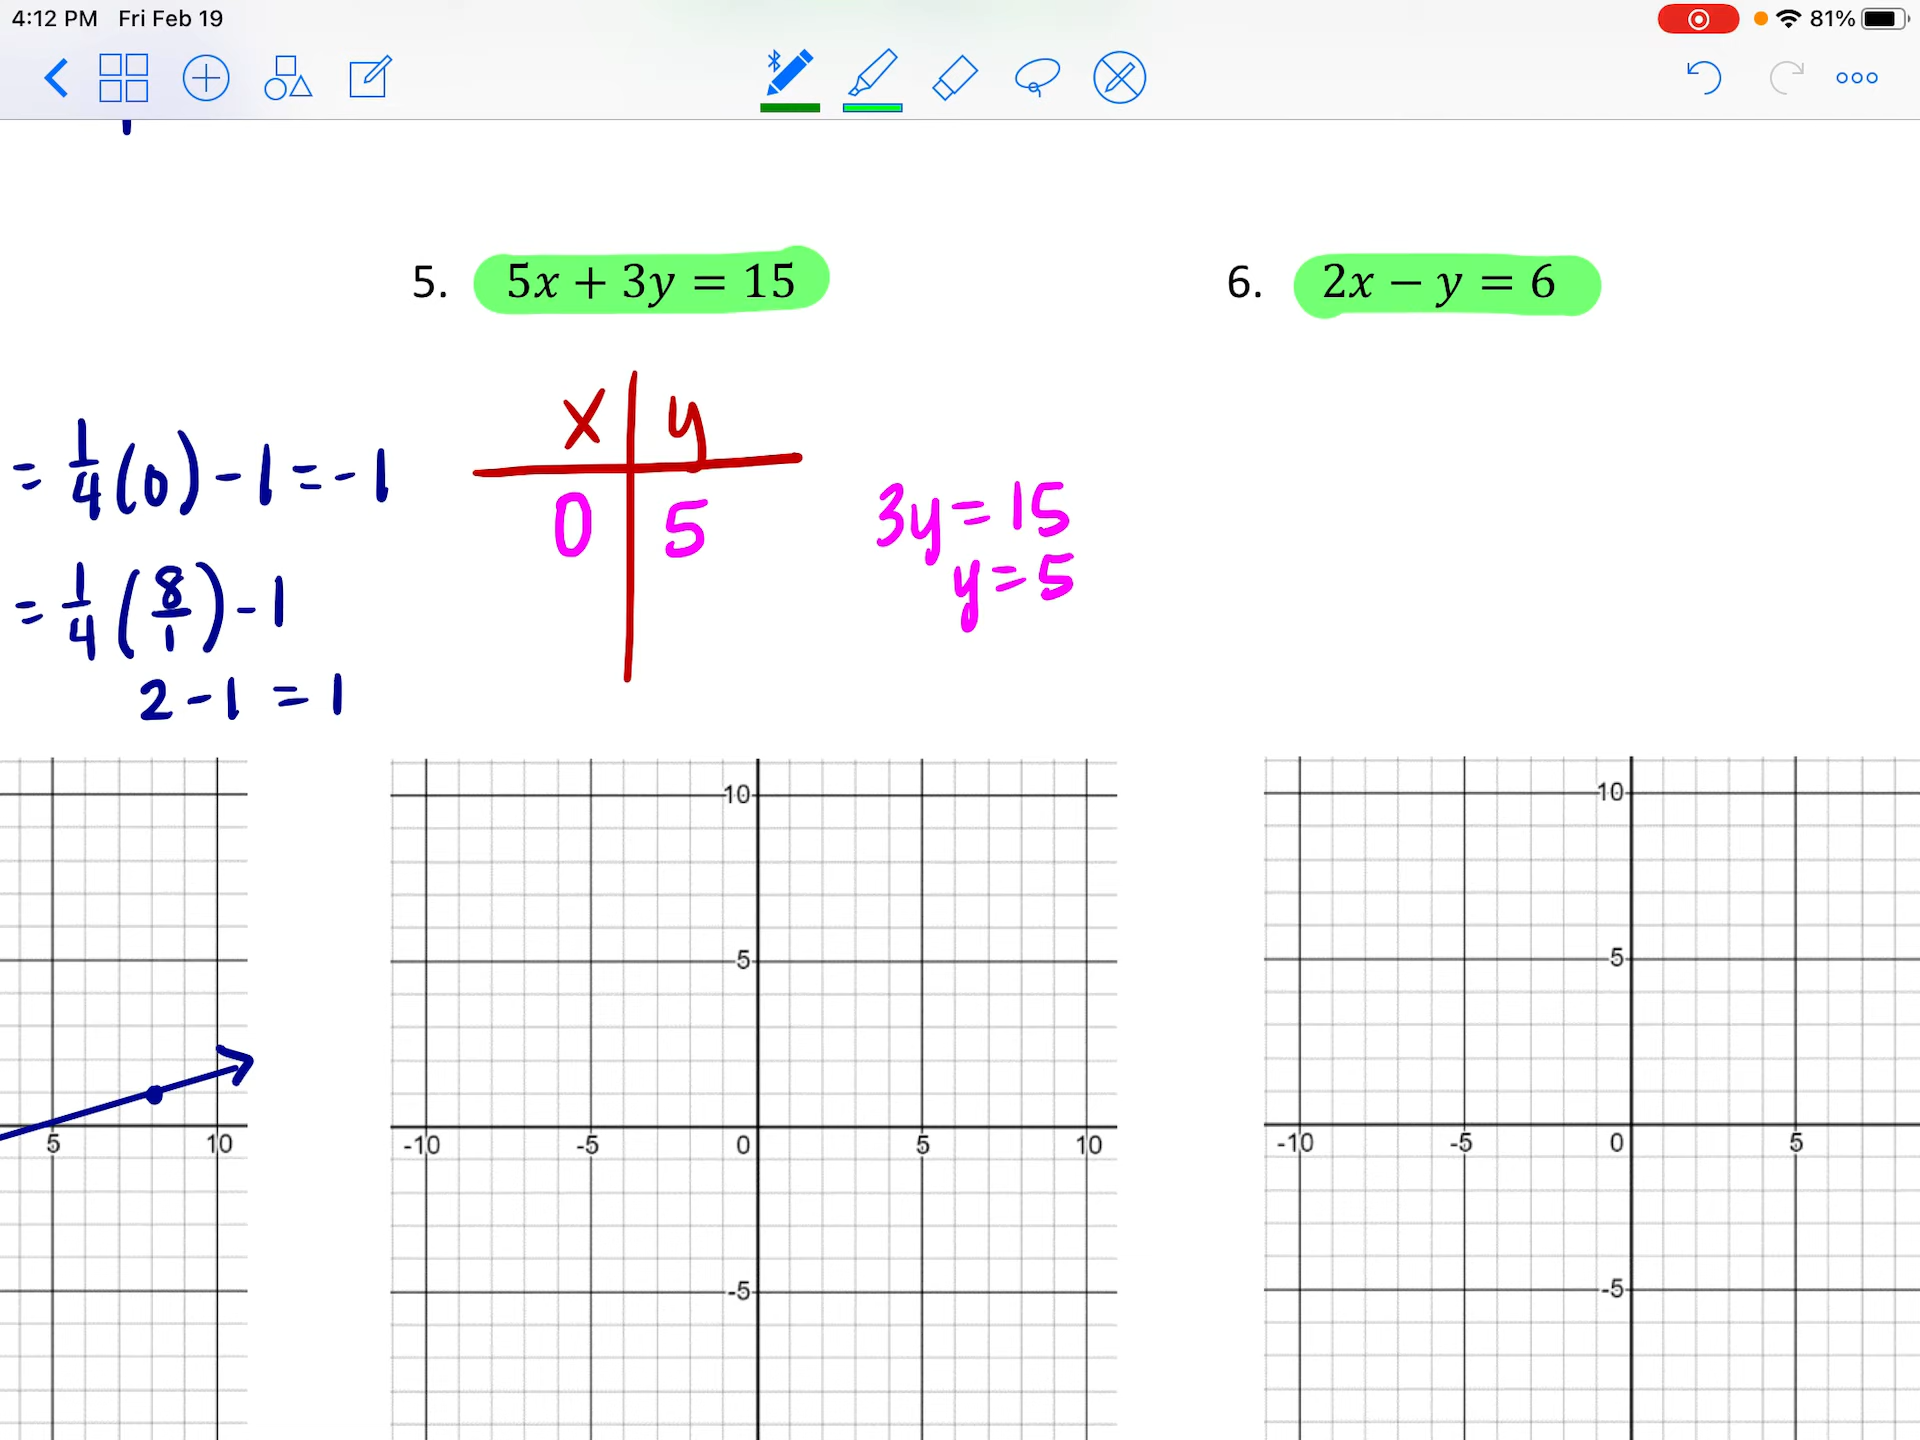 4:12 PM Fri Feb 19
81%
5. 5x + 3y = 15
6. 2x − y = 6
x y
0 5
3y = 15
y = 5
= 1/4 (0) - 1 = -1
= 1/4 (8/1) - 1
2 - 1 = 1
10
5
-10 -5 0 5 10
-5
10
5
-10 -5 0 5
-5
5 10